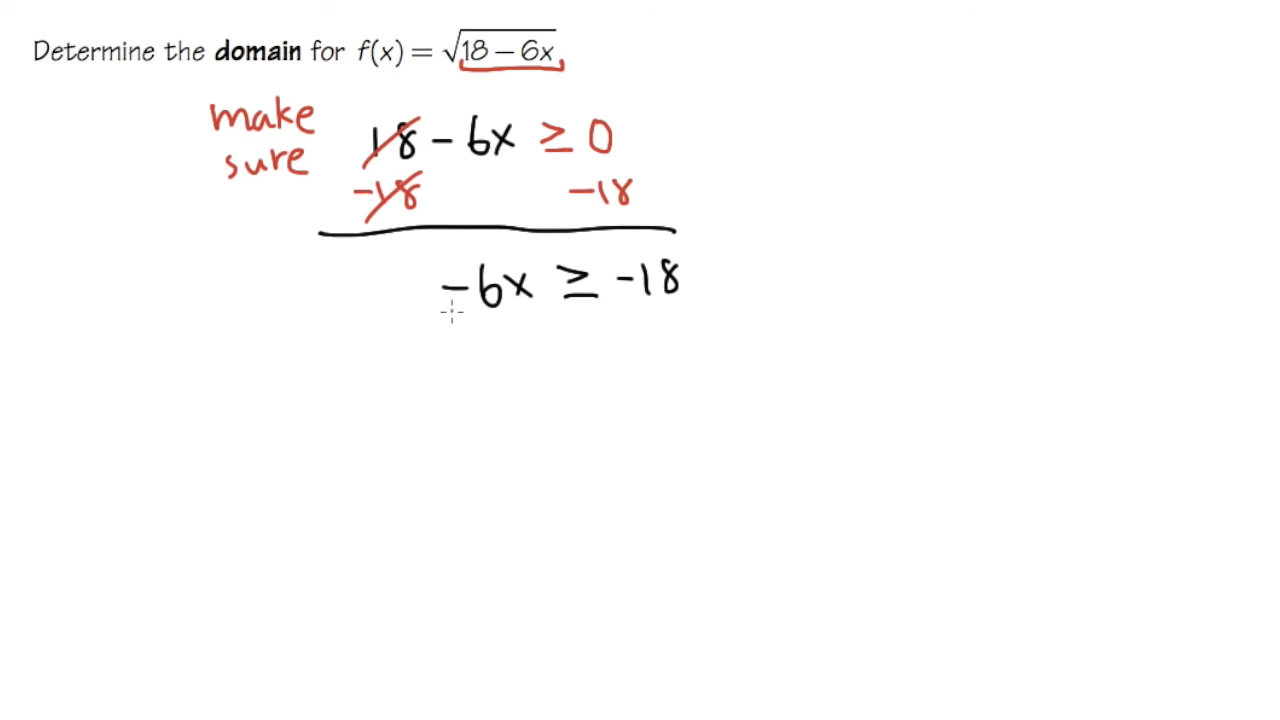 Determine the domain for f(x) = √18 – 6x
make
sure
18 – 6x ≥ 0
–18 –18
–6x ≥ –18